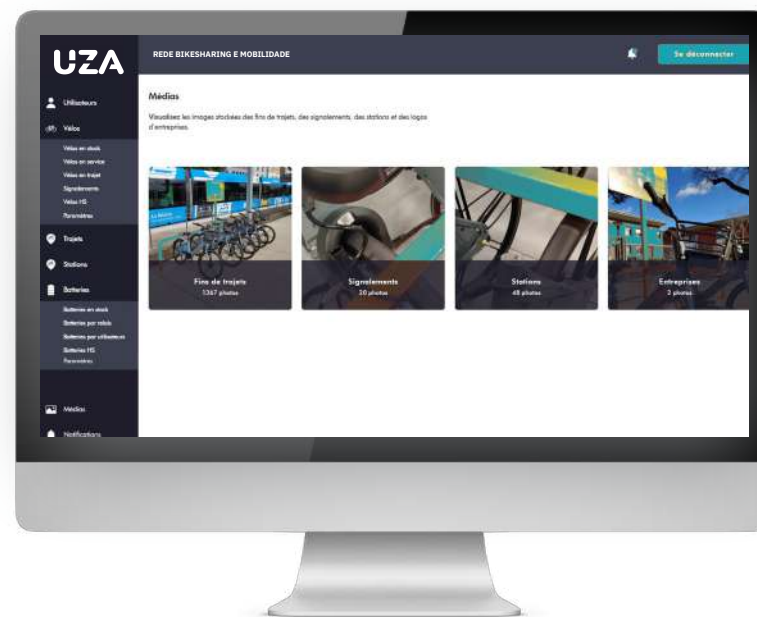 UZA
REDE BIKESHARING E MOBILIDADE
Se déconnecter
Utilisateurs
Vélos
Vélos en stock
Vélos en service
Vélos en trajet
Signalements
Vélos HS
Paramètres
Trajets
Stations
Batteries
Batteries en stock
Batteries par relais
Batteries par utilisateurs
Batteries HS
Paramètres
Médias
Notifications
Médias
Visualisez les images stockées des fins de trajets, des signalements, des stations et des logos
d'entreprises.
Fins de trajets
1367 photos
Signalements
20 photos
Stations
48 photos
Entreprises
2 photos